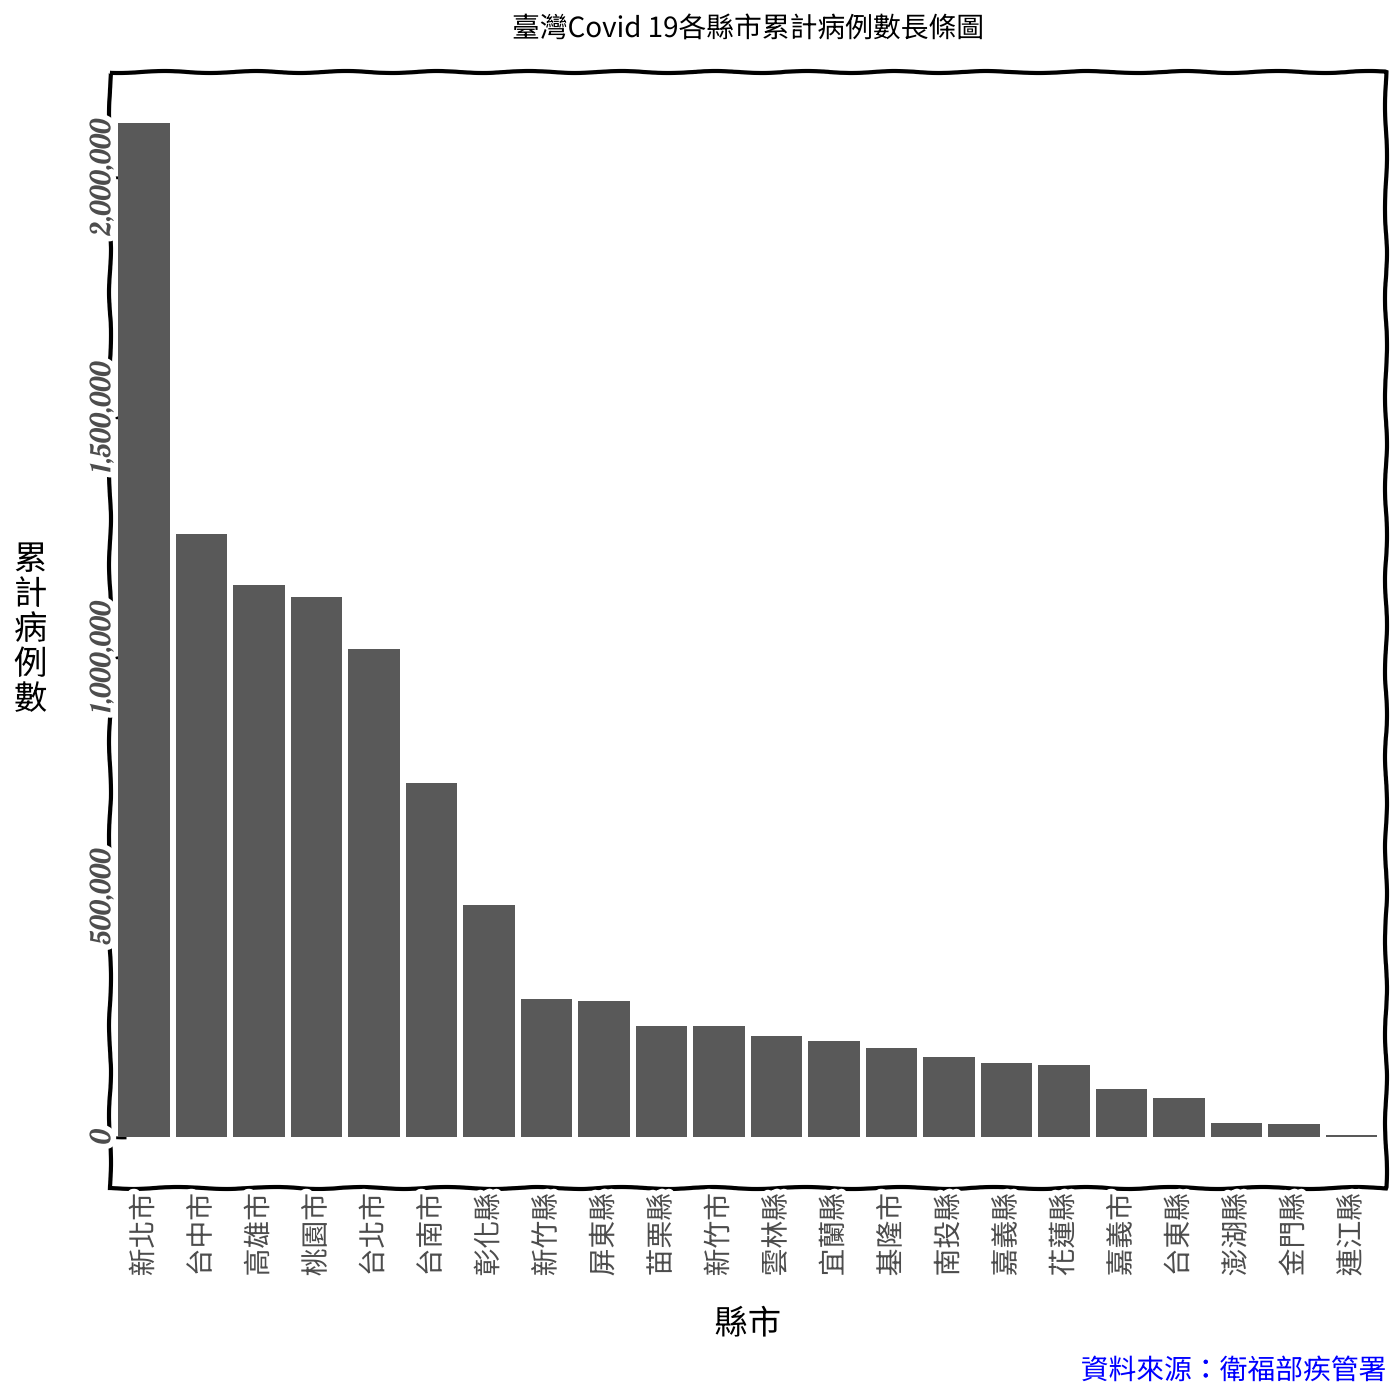 臺灣Covid 19各縣市累計病例數長條圖
累計病例數
2,000,000
1,500,000
1,000,000
500,000
0
新北市
台中市
高雄市
桃園市
台北市
台南市
彰化縣
新竹縣
屏東縣
苗栗縣
新竹市
雲林縣
宜蘭縣
基隆市
南投縣
嘉義縣
花蓮縣
嘉義市
台東縣
澎湖縣
金門縣
連江縣
縣市
資料來源：衛福部疾管署